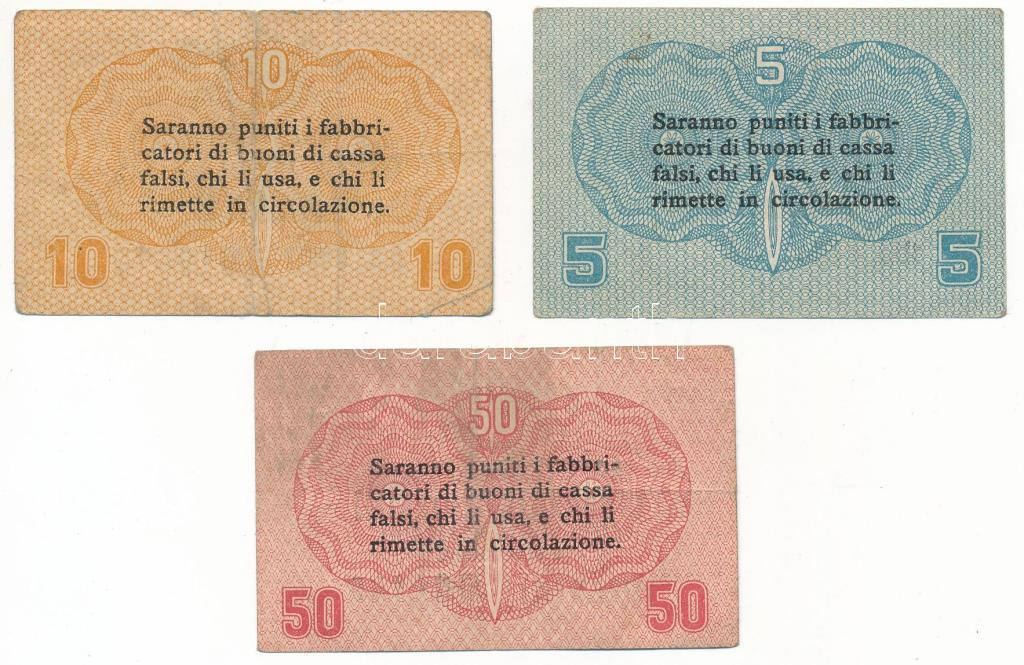 10
Saranno puniti i fabbri-
catori di buoni di cassa
falsi, chi li usa, e chi li
rimette in circolazione.
10 10
5
Saranno puniti i fabbri-
catori di buoni di cassa
falsi, chi li usa, e chi li
rimette in circolazione.
5 5
darabanth
50
Saranno puniti i fabbri-
catori di buoni di cassa
falsi, chi li usa, e chi li
rimette in circolazione.
50 50